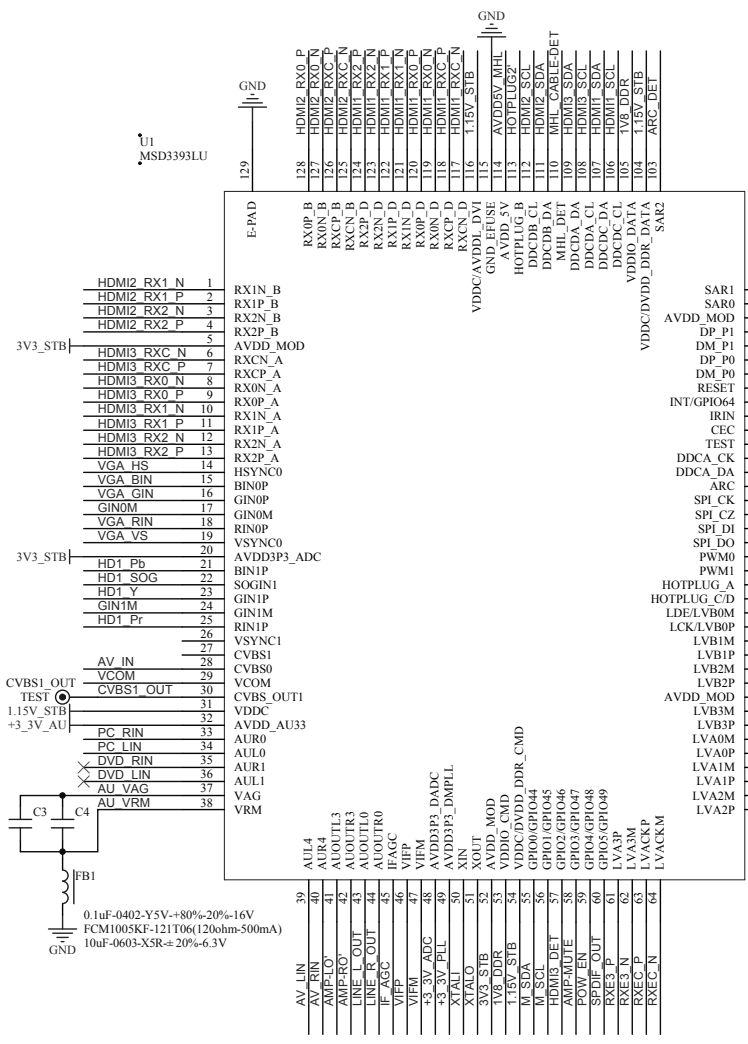 GND
GND
HDMI2_RX0_P
HDMI2_RX0_N
HDMI2_RXC_P
HDMI2_RXC_N
HDMI1_RX2_P
HDMI1_RX2_N
HDMI1_RX1_P
HDMI1_RX1_N
HDMI1_RX0_P
HDMI1_RX0_N
HDMI1_RXC_P
HDMI1_RXC_N
1.15V_STB
AVDD5V_MHL
HOTPLUG2'
HDMI2_SCL
HDMI2_SDA
MHL_CABLE-DET
HDMI3_SDA
HDMI3_SCL
HDMI1_SDA
HDMI1_SCL
1V8_DDR
1.15V_STB
ARC_DET
U1
MSD3393LU
129 128 127 126 125 124 123 122 121 120 119 118 117 116 115 114 113 112 111 110 109 108 107 106 105 104 103
E-PAD
RX0P_B
RX0N_B
RXCP_B
RXCN_B
RX2P_D
RX2N_D
RX1P_D
RX1N_D
RX0P_D
RX0N_D
RXCP_D
RXCN_D
VDDC/AVDDL_DVI
GND_EFUSE
AVDD_5V
HOTPLUG_B
DDCDB_CL
DDCDB_DA
MHL_DET
DDCDA_DA
DDCDA_CL
DDCDC_DA
DDCDC_CL
VDDIO_DATA
VDDC/DVDD_DDR_DATA
SAR2
HDMI2_RX1_N 1 RX1N_B
HDMI2_RX1_P 2 RX1P_B
HDMI2_RX2_N 3 RX2N_B
HDMI2_RX2_P 4 RX2P_B
3V3_STB 5 AVDD_MOD
HDMI3_RXC_N 6 RXCN_A
HDMI3_RXC_P 7 RXCP_A
HDMI3_RX0_N 8 RX0N_A
HDMI3_RX0_P 9 RX0P_A
HDMI3_RX1_N 10 RX1N_A
HDMI3_RX1_P 11 RX1P_A
HDMI3_RX2_N 12 RX2N_A
HDMI3_RX2_P 13 RX2P_A
VGA_HS 14 HSYNC0
VGA_BIN 15 BIN0P
VGA_GIN 16 GIN0P
GIN0M 17 GIN0M
VGA_RIN 18 RIN0P
VGA_VS 19 VSYNC0
3V3_STB 20 AVDD3P3_ADC
HD1_Pb 21 BIN1P
HD1_SOG 22 SOGIN1
HD1_Y 23 GIN1P
GIN1M 24 GIN1M
HD1_Pr 25 RIN1P
26 VSYNC1
27 CVBS1
AV_IN 28 CVBS0
VCOM 29 VCOM
CVBS1_OUT
TEST CVBS1_OUT 30 CVBS_OUT1
1.15V_STB 31 VDDC
+3_3V_AU 32 AVDD_AU33
PC_RIN 33 AUR0
PC_LIN 34 AUL0
DVD_RIN 35 AUR1
DVD_LIN 36 AUL1
AU_VAG 37 VAG
AU_VRM 38 VRM
SAR1
SAR0
AVDD_MOD
DP_P1
DM_P1
DP_P0
DM_P0
RESET
INT/GPIO64
IRIN
CEC
TEST
DDCA_CK
DDCA_DA
ARC
SPI_CK
SPI_CZ
SPI_DI
SPI_DO
PWM0
PWM1
HOTPLUG_A
HOTPLUG_C/D
LDE/LVB0M
LCK/LVB0P
LVB1M
LVB1P
LVB2M
LVB2P
AVDD_MOD
LVB3M
LVB3P
LVA0M
LVA0P
LVA1M
LVA1P
LVA2M
LVA2P
C3
C4
FB1
GND
0.1uF-0402-Y5V-+80%-20%-16V
FCM1005KF-121T06(120ohm-500mA)
10uF-0603-X5R-±20%-6.3V
AUL4
AUR4
AUOUTL3
AUOUTR3
AUOUTL0
AUOUTR0
IFAGC
VIFP
VIFM
AVDD3P3_DADC
AVDD3P3_DMPLL
XIN
XOUT
AVDD_MOD
VDDIO_CMD
VDDC/DVDD_DDR_CMD
GPIO0/GPIO44
GPIO1/GPIO45
GPIO2/GPIO46
GPIO3/GPIO47
GPIO4/GPIO48
GPIO5/GPIO49
LVA3P
LVA3M
LVACKP
LVACKM
39 40 41 42 43 44 45 46 47 48 49 50 51 52 53 54 55 56 57 58 59 60 61 62 63 64
AV_LIN
AV_RIN
AMP-LO'
AMP-RO'
LINE_L_OUT
LINE_R_OUT
IF_AGC
VIFP
VIFM
+3_3V_ADC
+3_3V_PLL
XTALI
XTALO
3V3_STB
1V8_DDR
1.15V_STB
M_SDA
M_SCL
HDMI3_DET
AMP-MUTE
POW_EN
SPDIF_OUT
RXE3_P
RXE3_N
RXEC_P
RXEC_N